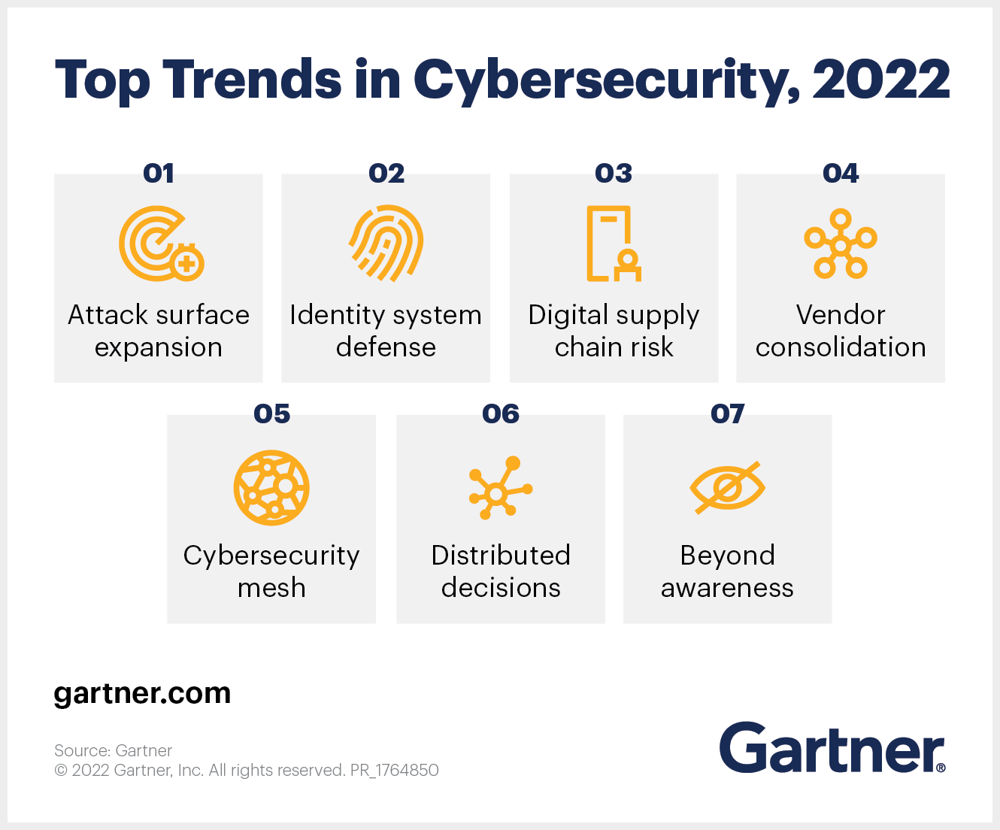 Top Trends in Cybersecurity, 2022
01
02
03
04
Attack surface
expansion
Identity system
defense
Digital supply
chain risk
Vendor
consolidation
05
06
07
Cybersecurity
mesh
Distributed
decisions
Beyond
awareness
gartner.com
Source: Gartner
© 2022 Gartner, Inc. All rights reserved. PR_1764850
Gartner®